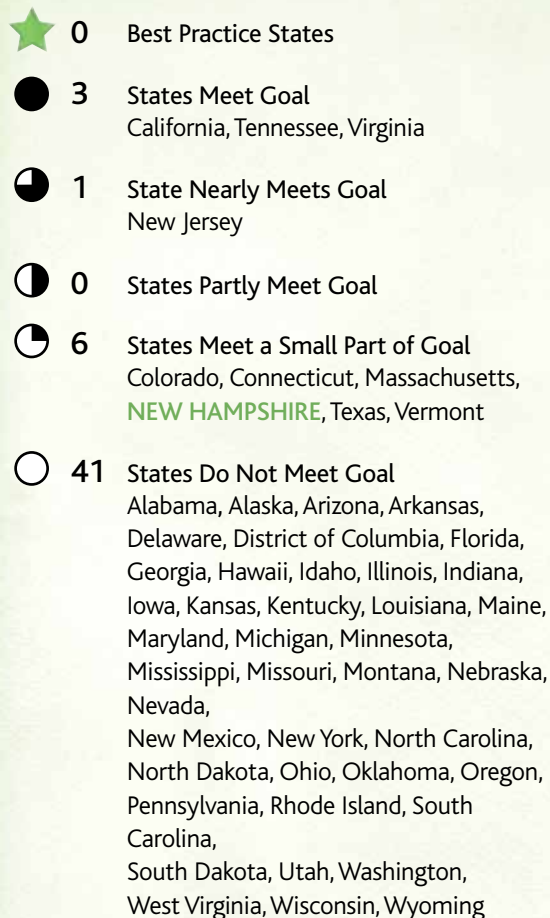 0 Best Practice States
3 States Meet Goal
California, Tennessee, Virginia
1 State Nearly Meets Goal
New Jersey
0 States Partly Meet Goal
6 States Meet a Small Part of Goal
Colorado, Connecticut, Massachusetts,
NEW HAMPSHIRE, Texas, Vermont
41 States Do Not Meet Goal
Alabama, Alaska, Arizona, Arkansas,
Delaware, District of Columbia, Florida,
Georgia, Hawaii, Idaho, Illinois, Indiana,
Iowa, Kansas, Kentucky, Louisiana, Maine,
Maryland, Michigan, Minnesota,
Mississippi, Missouri, Montana, Nebraska,
Nevada,
New Mexico, New York, North Carolina,
North Dakota, Ohio, Oklahoma, Oregon,
Pennsylvania, Rhode Island, South
Carolina,
South Dakota, Utah, Washington,
West Virginia, Wisconsin, Wyoming